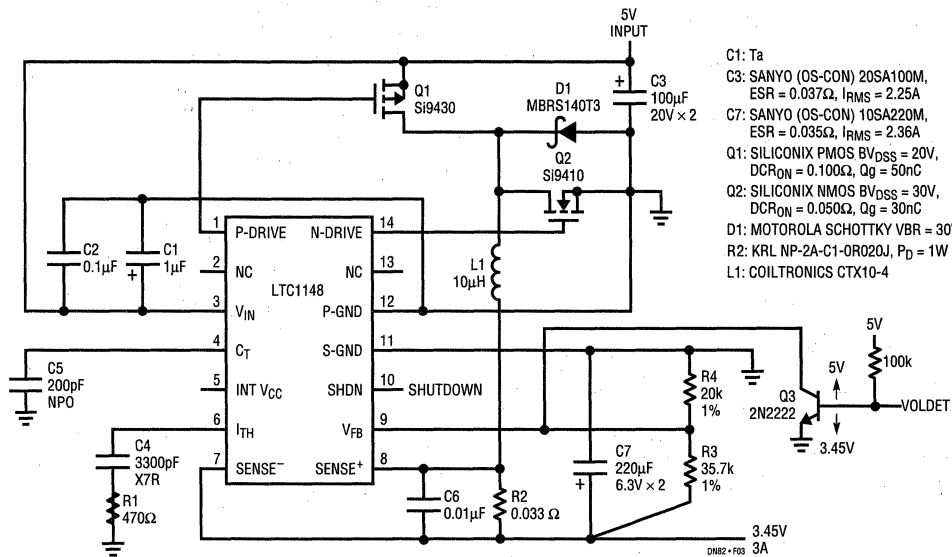 5V
INPUT
Q1
Si9430
D1
MBRS140T3
+
C3
100µF
20V × 2
Q2
Si9410
C1: Ta
C3: SANYO (OS-CON) 20SA100M,
ESR = 0.037Ω, IRMS = 2.25A
C7: SANYO (OS-CON) 10SA220M,
ESR = 0.035Ω, IRMS = 2.36A
Q1: SILICONIX PMOS BVDSS = 20V,
DCRON = 0.100Ω, Qg = 50nC
Q2: SILICONIX NMOS BVDSS = 30V,
DCRON = 0.050Ω, Qg = 30nC
D1: MOTOROLA SCHOTTKY VBR = 30
R2: KRL NP-2A-C1-0R020J, PD = 1W
L1: COILTRONICS CTX10-4
C2
0.1µF
C1
1µF
+
L1
10µH
LTC1148
1 P-DRIVE
N-DRIVE 14
2 NC
NC 13
3 VIN
P-GND 12
4 CT
S-GND 11
5 INT VCC
SHDN 10 SHUTDOWN
6 ITH
VFB 9
7 SENSE−
SENSE+ 8
C5
200pF
NPO
C4
3300pF
X7R
R1
470Ω
C6
0.01µF
R2
0.033 Ω
+
C7
220µF
6.3V × 2
R4
20k
1%
R3
35.7k
1%
5V
100k
Q3
2N2222
5V
3.45V
VOLDET
3.45V
3A
DN82 • F03